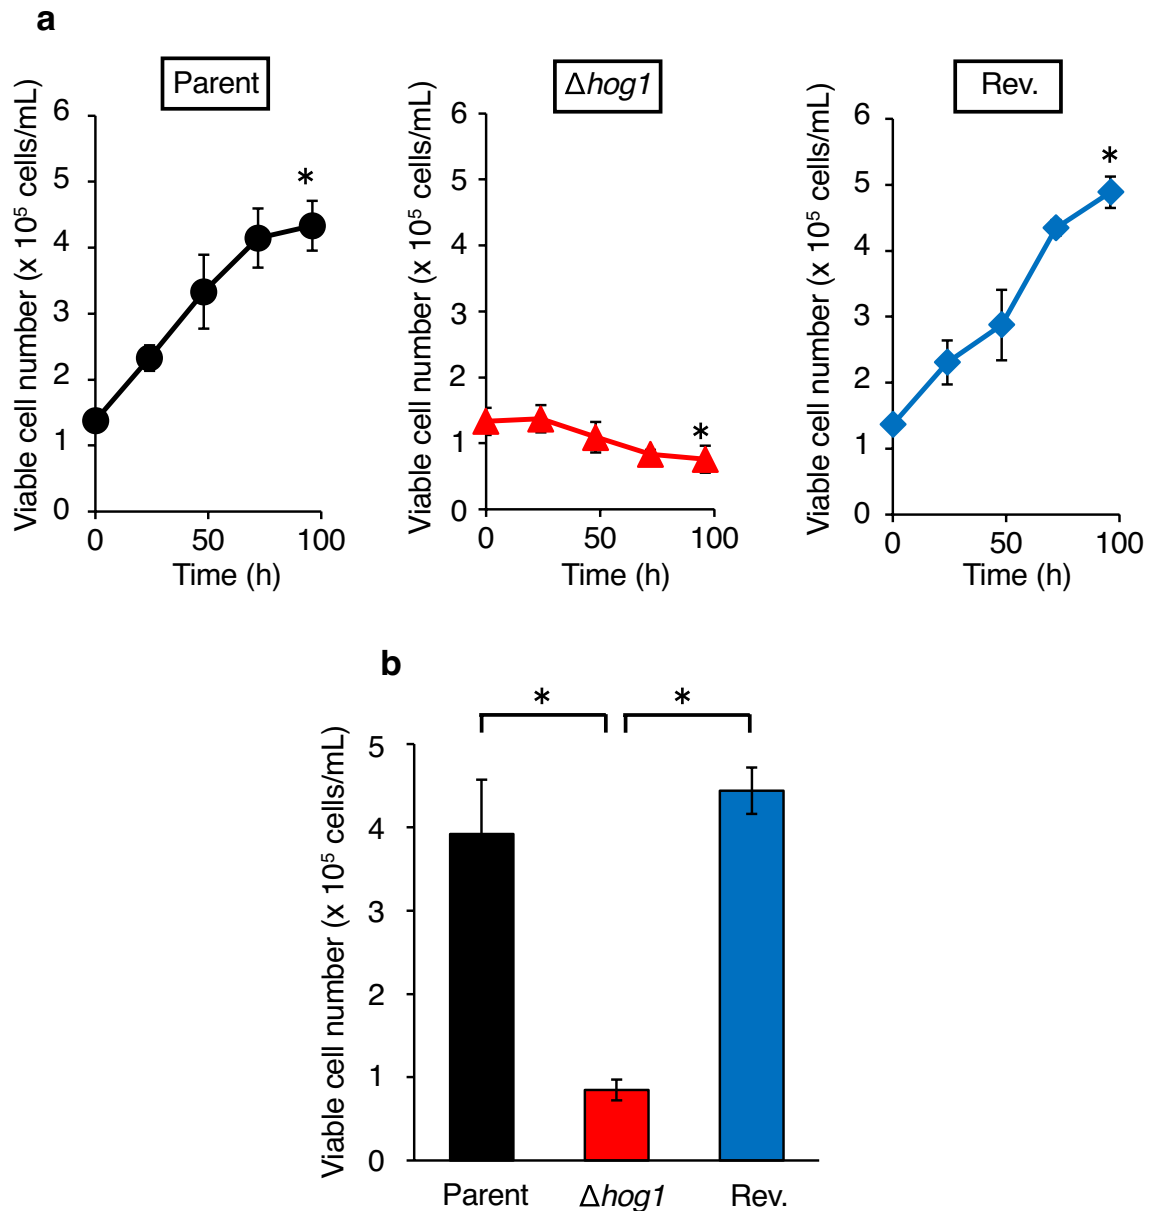 a
Parent
Viable cell number (x 10⁵ cells/mL)
6
5
4
3
2
1
0
*
0 50 100
Time (h)
Δhog1
Viable cell number (x 10⁵ cells/mL)
6
5
4
3
2
1
0
*
0 50 100
Time (h)
Rev.
Viable cell number (x 10⁵ cells/mL)
6
5
4
3
2
1
0
*
0 50 100
Time (h)
b
* *
Viable cell number (x 10⁵ cells/mL)
5
4
3
2
1
0
Parent Δhog1 Rev.